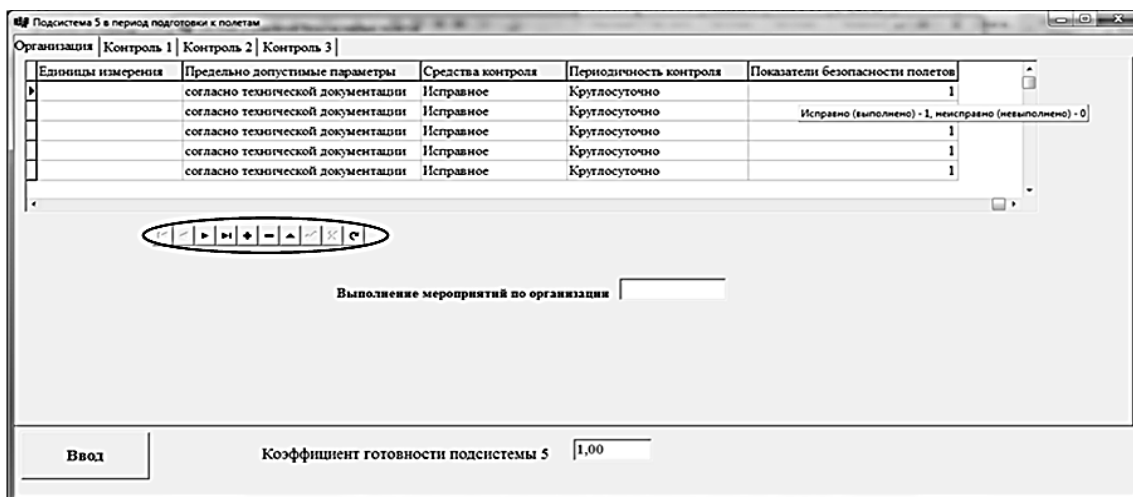 Подсистема 5 в период подготовки к полетам
Организация Контроль 1 Контроль 2 Контроль 3
Единицы измерения Предельно допустимые параметры Средства контроля Периодичность контроля Показатели безопасности полетов
согласно технической документации Исправное Круглосуточно 1
согласно технической документации Исправное Круглосуточно
Исправно (выполнено) - 1, неисправно (невыполнено) - 0
согласно технической документации Исправное Круглосуточно 1
согласно технической документации Исправное Круглосуточно 1
согласно технической документации Исправное Круглосуточно 1
Выполнение мероприятий по организации
Ввод Коэффициент готовности подсистемы 5 1,00